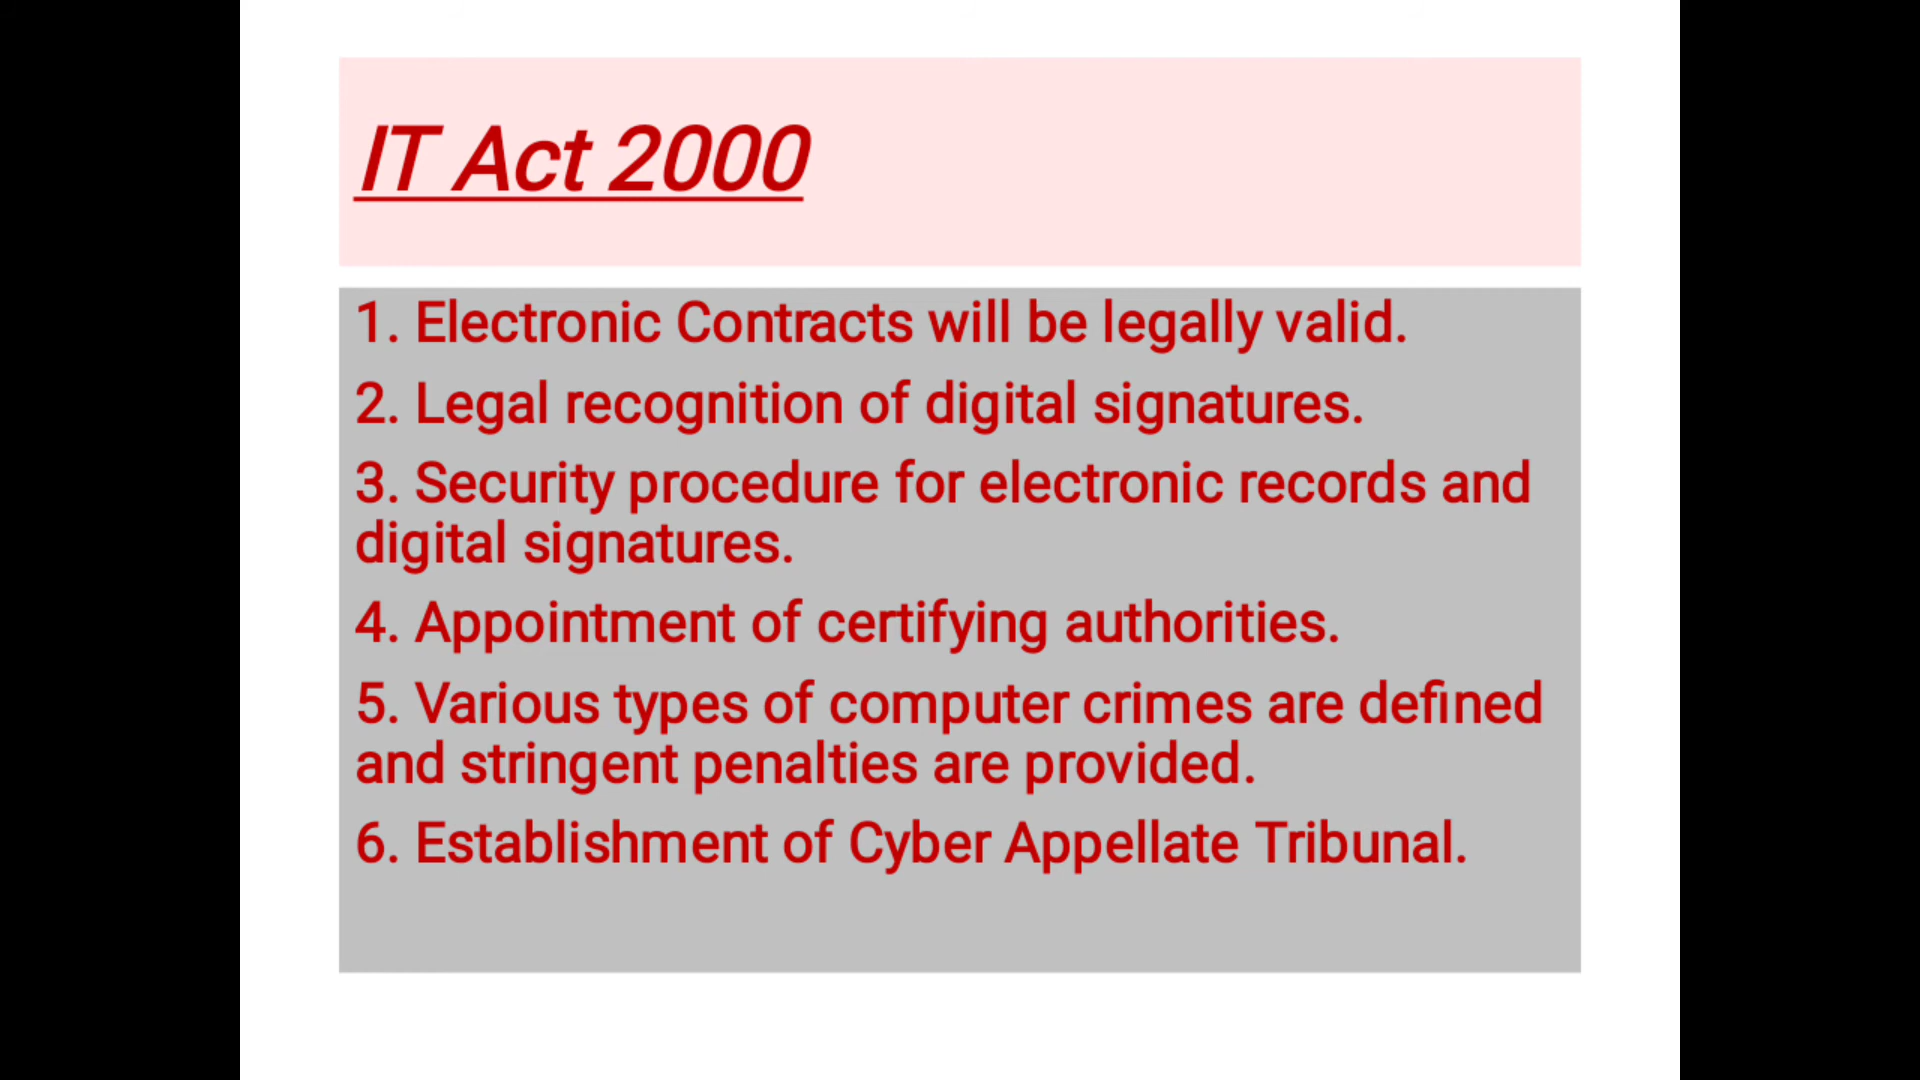 IT Act 2000
1. Electronic Contracts will be legally valid.
2. Legal recognition of digital signatures.
3. Security procedure for electronic records and
digital signatures.
4. Appointment of certifying authorities.
5. Various types of computer crimes are defined
and stringent penalties are provided.
6. Establishment of Cyber Appellate Tribunal.